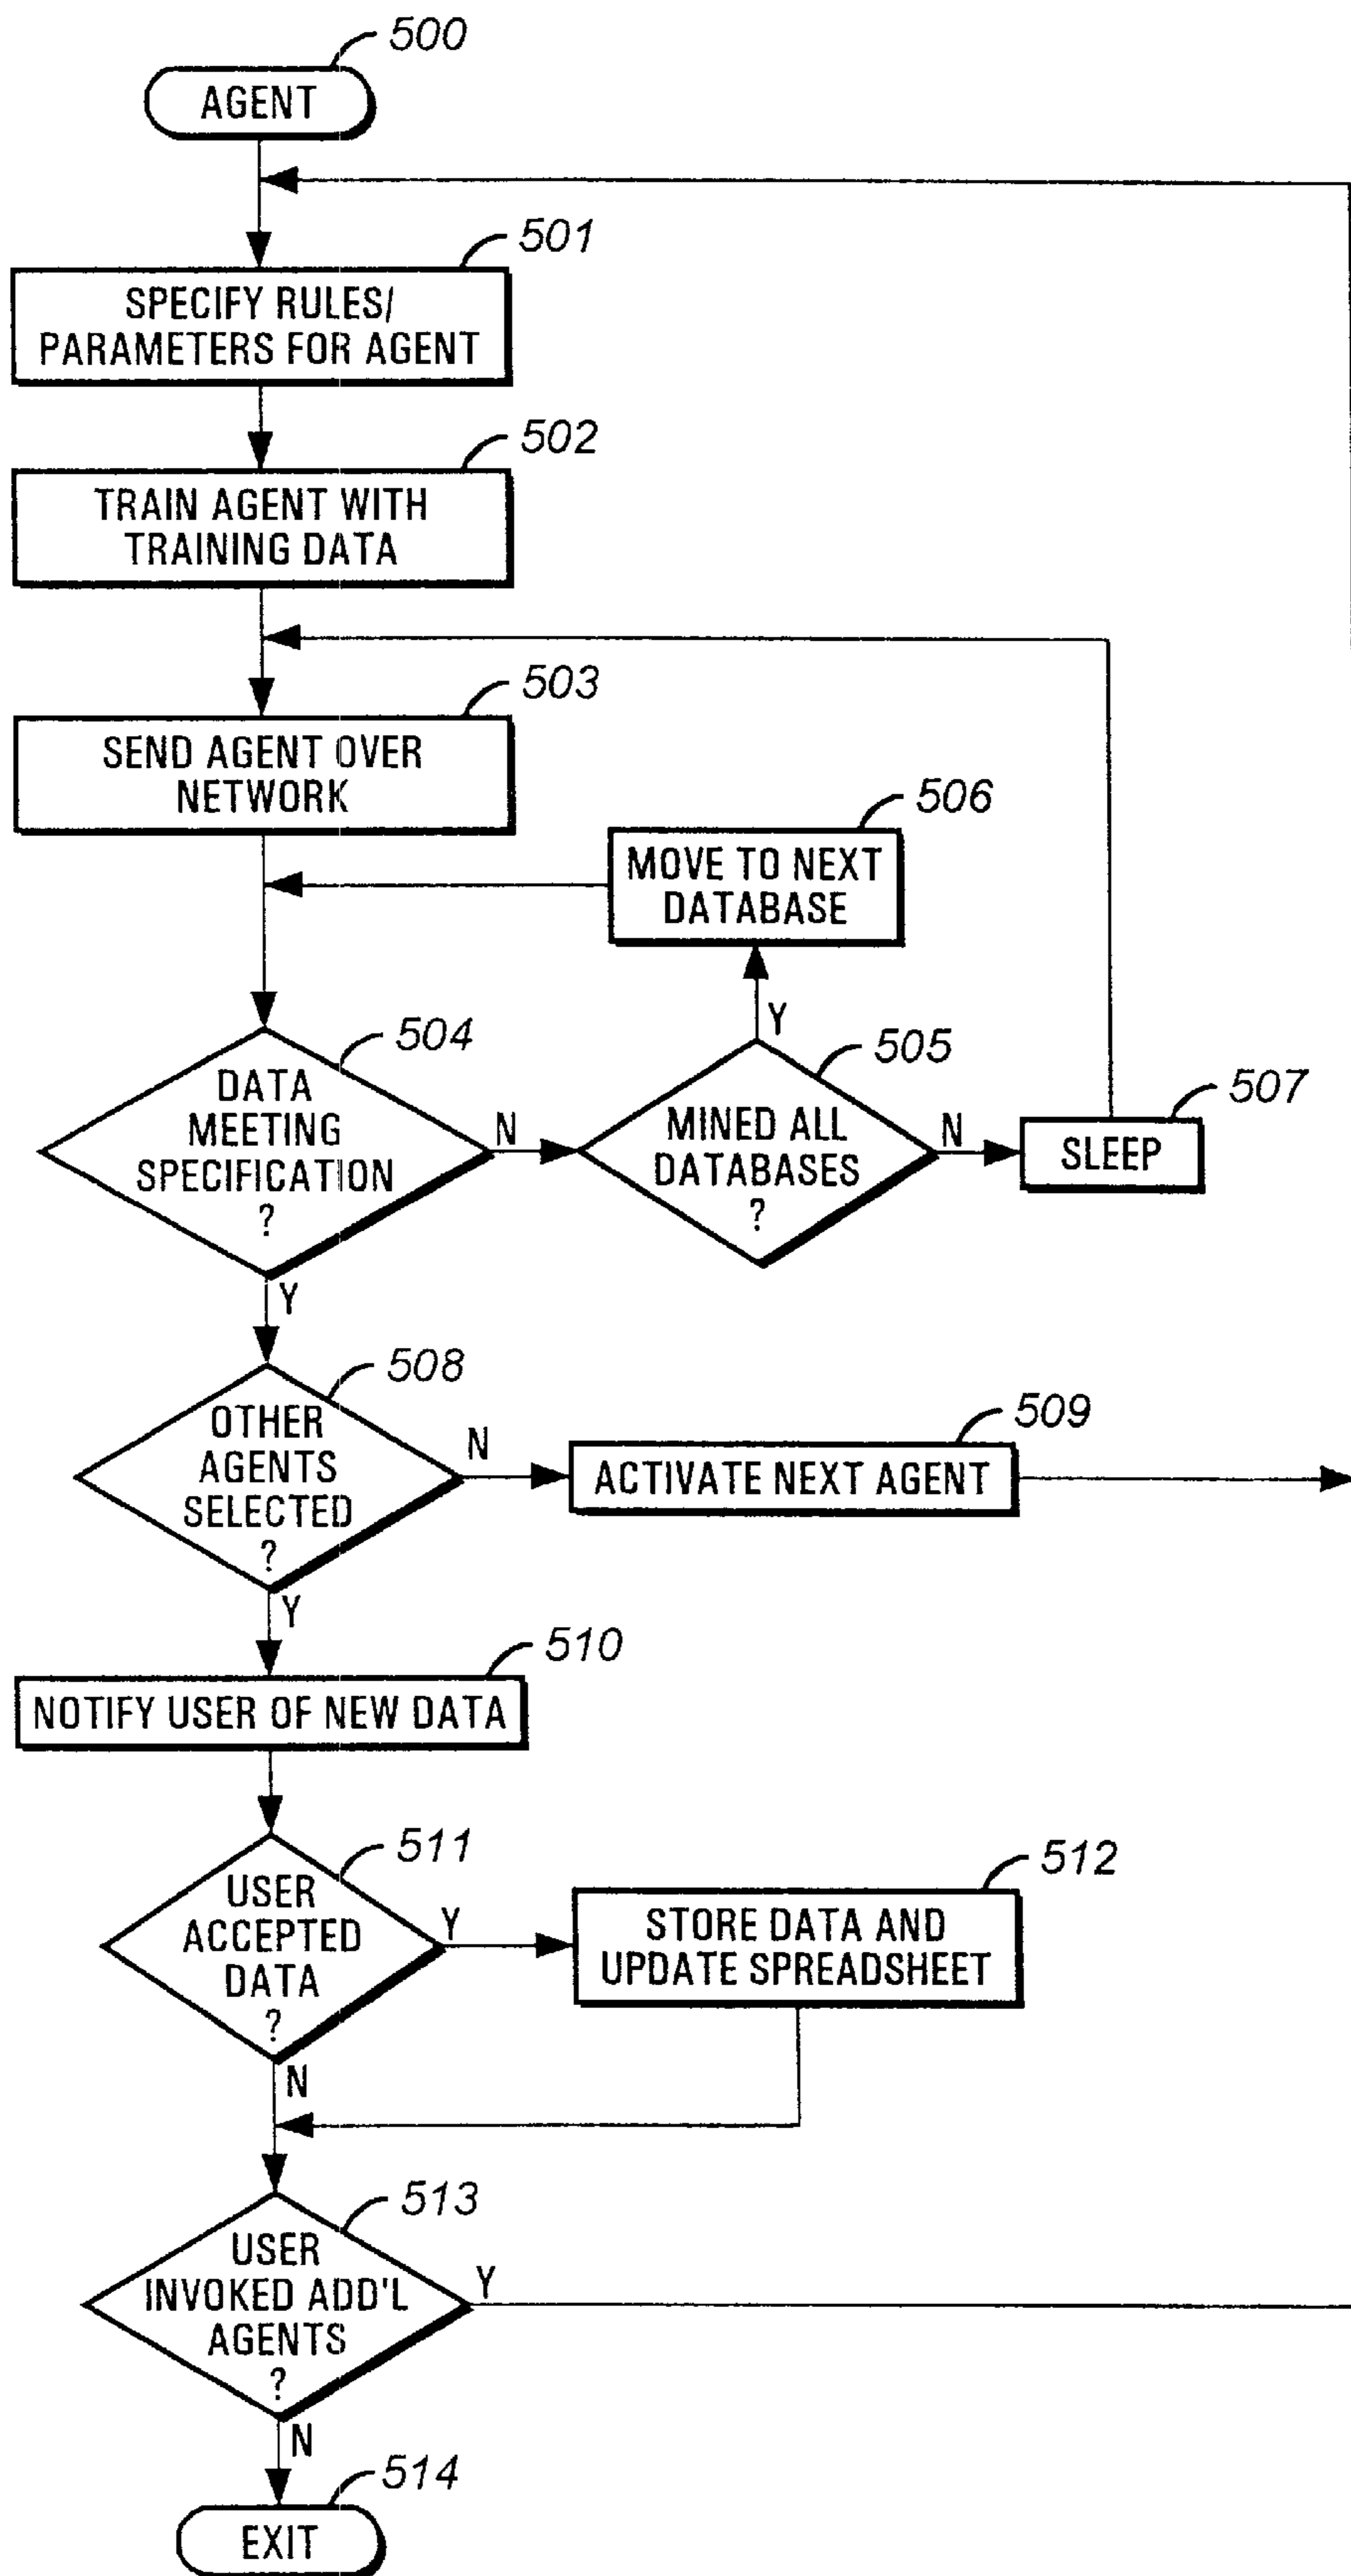 500
AGENT
501
SPECIFY RULES/
PARAMETERS FOR AGENT
502
TRAIN AGENT WITH
TRAINING DATA
503
SEND AGENT OVER
NETWORK
506
MOVE TO NEXT
DATABASE
504
DATA
MEETING
SPECIFICATION
?
N
Y
505
MINED ALL
DATABASES
?
N
507
SLEEP
Y
508
OTHER
AGENTS
SELECTED
?
N
509
ACTIVATE NEXT AGENT
Y
510
NOTIFY USER OF NEW DATA
511
USER
ACCEPTED
DATA
?
Y
512
STORE DATA AND
UPDATE SPREADSHEET
N
513
USER
INVOKED ADD'L
AGENTS
?
Y
N
514
EXIT